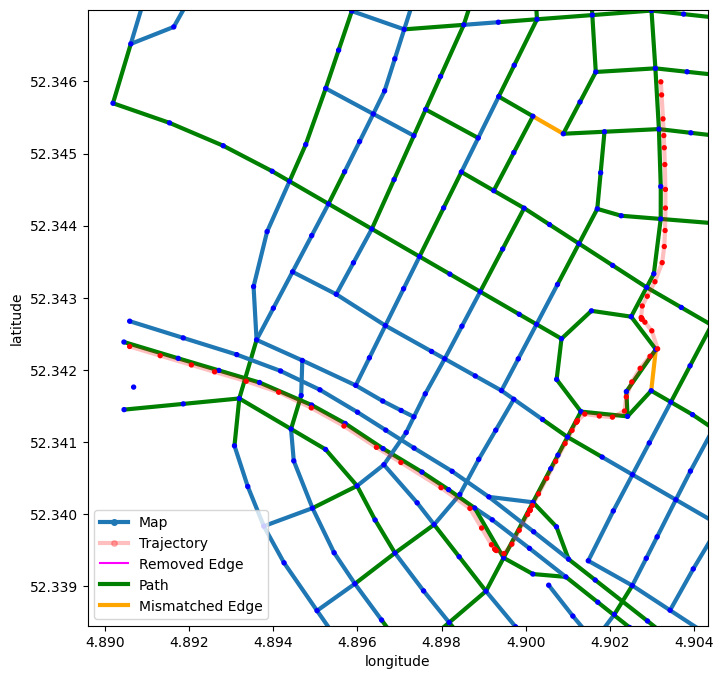 52.346
52.345
52.344
52.343
52.342
52.341
52.340
52.339
latitude
Map
Trajectory
Removed Edge
Path
Mismatched Edge
4.890 4.892 4.894 4.896 4.898 4.900 4.902 4.904
longitude